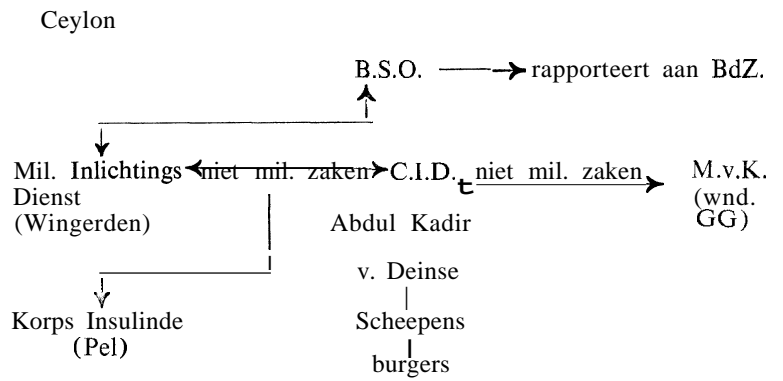 Ceylon
B.S.O. rapporteert aan BdZ.
Mil. Inlichtings niet mil. zaken C.I.D. niet mil. zaken M.v.K.
Dienst (wnd.
(Wingerden) Abdul Kadir GG)
v. Deinse
Korps Insulinde Scheepens
(Pel)
burgers